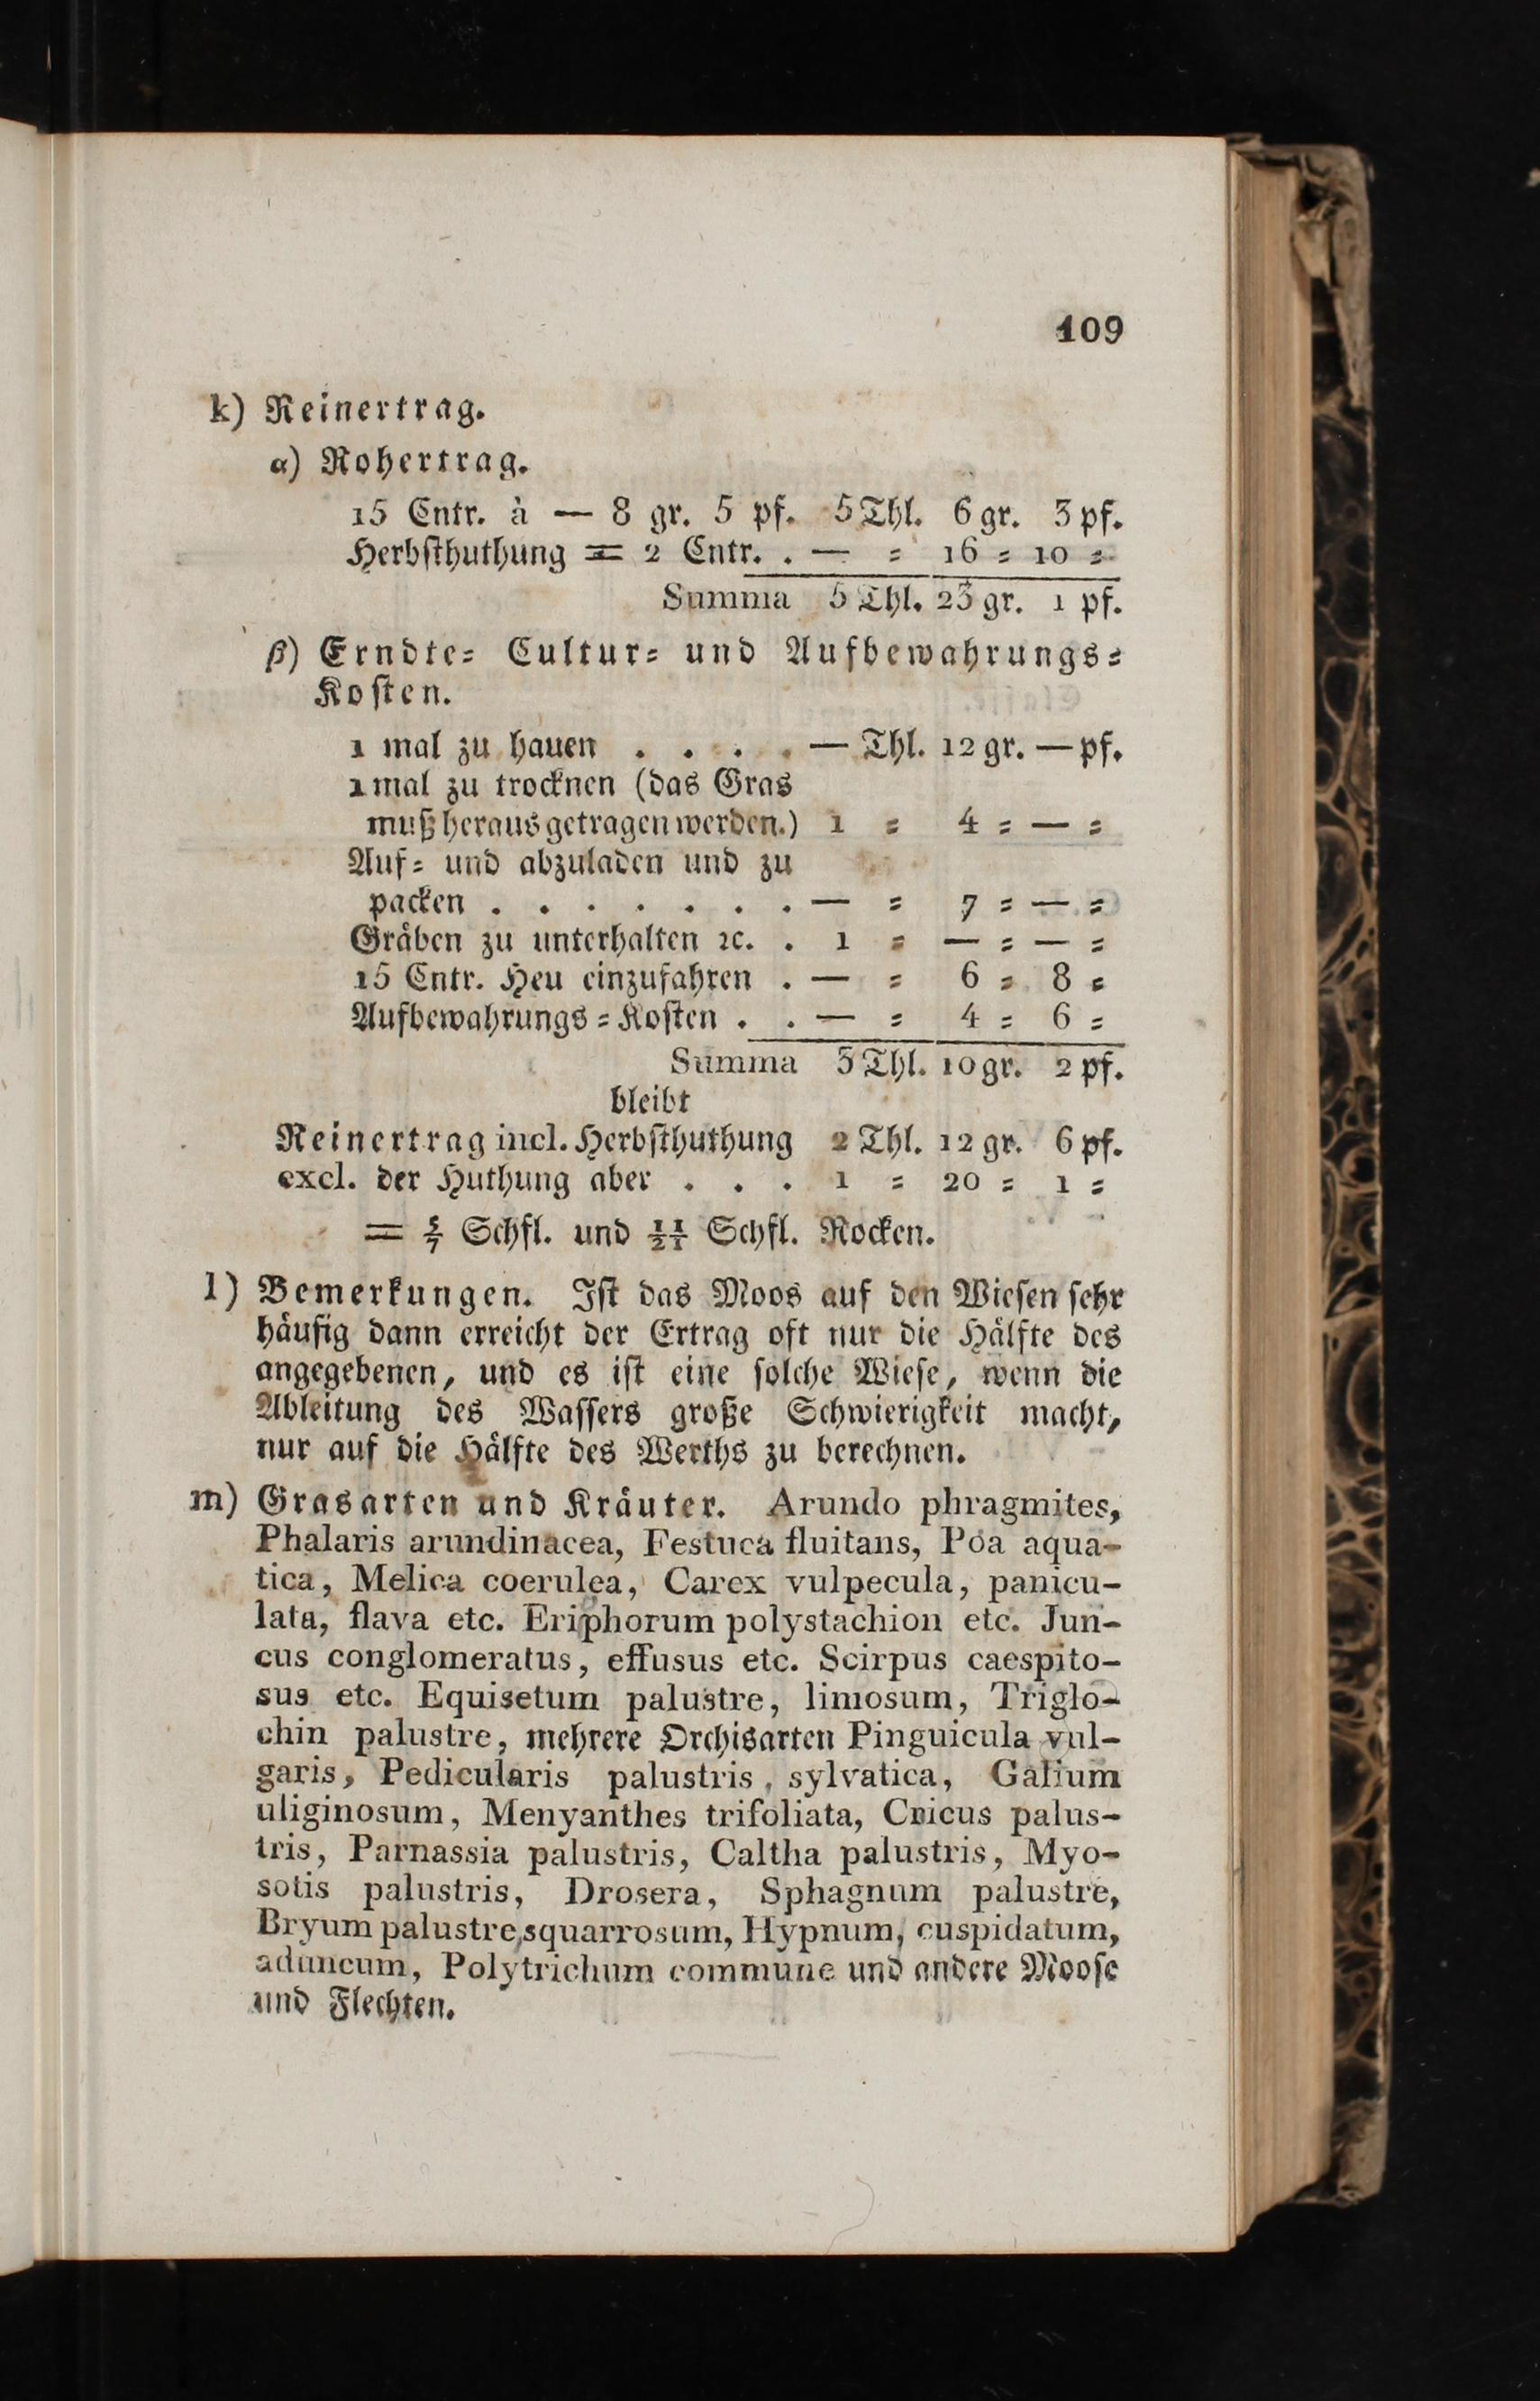 109
k) Reinertrag.
α) Rohertrag.
15 Cntr. à — 8 gr. 5 pf. 5 Thl. 6 gr. 3 pf.
Herbſthuthung = 2 Cntr. . — = 16 = 10 =
Summa 5 Thl. 23 gr. 1 pf.
β) Erndte= Cultur= und Aufbewahrungs=
Koſten.
1 mal zu hauen . . . . — Thl. 12 gr. — pf.
1 mal zu trocknen (das Gras
muß heraus getragen werden.) 1 = 4 = — =
Auf= und abzuladen und zu
packen . . . . . . . — = 7 = — =
Gräben zu unterhalten ꝛc. . 1 = — = — =
15 Cntr. Heu einzufahren . — = 6 = 8 =
Aufbewahrungs=Koſten . . — = 4 = 6 =
Summa 3 Thl. 10 gr. 2 pf.
bleibt
Reinertrag incl. Herbſthuthung 2 Thl. 12 gr. 6 pf.
excl. der Huthung aber . . . 1 = 20 = 1 =
= 5/7 Schfl. und 11/21 Schfl. Rocken.
l) Bemerkungen. Iſt das Moos auf den Wieſen ſehr
häufig dann erreicht der Ertrag oft nur die Hälfte des
angegebenen, und es iſt eine ſolche Wieſe, wenn die
Ableitung des Waſſers große Schwierigkeit macht,
nur auf die Hälfte des Werths zu berechnen.
m) Grasarten und Kräuter. Arundo phragmites,
Phalaris arundinacea, Festuca fluitans, Poa aqua-
tica, Melica coerulea, Carex vulpecula, panicu-
lata, flava etc. Eriphorum polystachion etc. Jun-
cus conglomeratus, effusus etc. Scirpus caespito-
sus etc. Equisetum palustre, limosum, Triglo-
chin palustre, mehrere Orchisarten Pinguicula vul-
garis, Pedicularis palustris, sylvatica, Galium
uliginosum, Menyanthes trifoliata, Cnicus palus-
tris, Parnassia palustris, Caltha palustris, Myo-
sotis palustris, Drosera, Sphagnum palustre,
Bryum palustre, squarrosum, Hypnum, cuspidatum,
aduncum, Polytrichum commune und andere Mooſe
und Flechten.